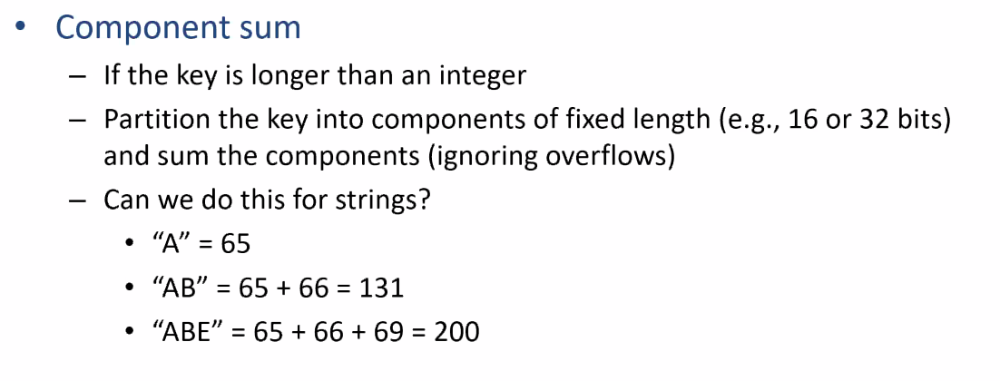 • Component sum
– If the key is longer than an integer
– Partition the key into components of fixed length (e.g., 16 or 32 bits)
and sum the components (ignoring overflows)
– Can we do this for strings?
• “A” = 65
• “AB” = 65 + 66 = 131
• “ABE” = 65 + 66 + 69 = 200